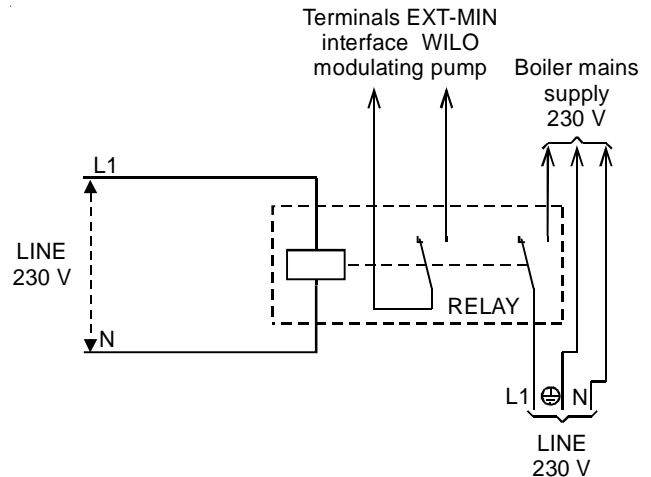 Terminals EXT-MIN
interface WILO
modulating pump
Boiler mains
supply
230 V
L1
LINE
230 V
N
RELAY
L1
N
LINE
230 V